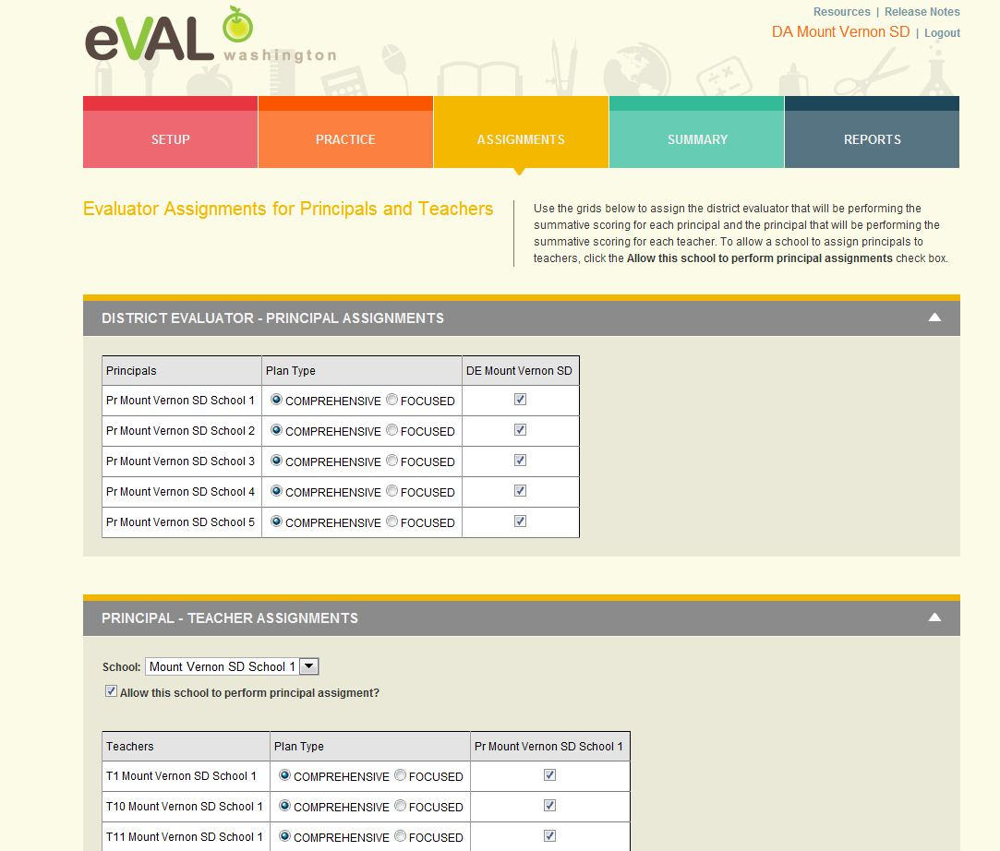 Resources | Release Notes
eVAL
washington
DA Mount Vernon SD | Logout
SETUP PRACTICE ASSIGNMENTS SUMMARY REPORTS
Evaluator Assignments for Principals and Teachers
Use the grids below to assign the district evaluator that will be performing the
summative scoring for each principal and the principal that will be performing the
summative scoring for each teacher. To allow a school to assign principals to
teachers, click the Allow this school to perform principal assignments check box.
DISTRICT EVALUATOR - PRINCIPAL ASSIGNMENTS
Principals Plan Type DE Mount Vernon SD
Pr Mount Vernon SD School 1 COMPREHENSIVE FOCUSED
Pr Mount Vernon SD School 2 COMPREHENSIVE FOCUSED
Pr Mount Vernon SD School 3 COMPREHENSIVE FOCUSED
Pr Mount Vernon SD School 4 COMPREHENSIVE FOCUSED
Pr Mount Vernon SD School 5 COMPREHENSIVE FOCUSED
PRINCIPAL - TEACHER ASSIGNMENTS
School: Mount Vernon SD School 1
Allow this school to perform principal assigment?
Teachers Plan Type Pr Mount Vernon SD School 1
T1 Mount Vernon SD School 1 COMPREHENSIVE FOCUSED
T10 Mount Vernon SD School 1 COMPREHENSIVE FOCUSED
T11 Mount Vernon SD School 1 COMPREHENSIVE FOCUSED